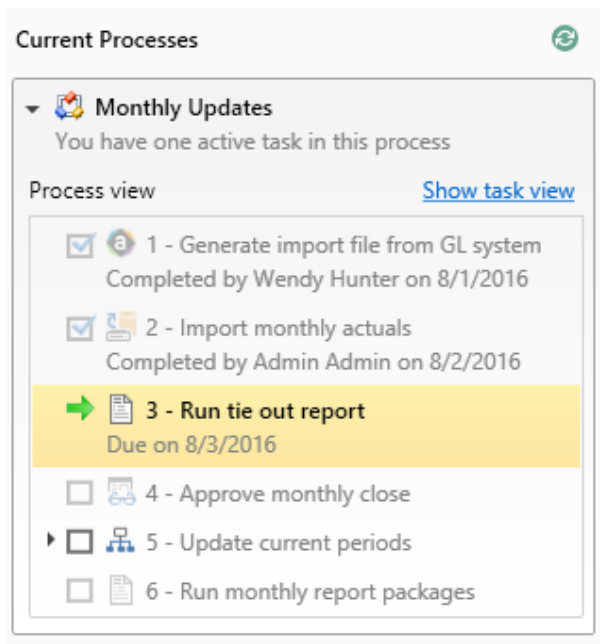 Current Processes
Monthly Updates
You have one active task in this process
Process view Show task view
1 - Generate import file from GL system
Completed by Wendy Hunter on 8/1/2016
2 - Import monthly actuals
Completed by Admin Admin on 8/2/2016
3 - Run tie out report
Due on 8/3/2016
4 - Approve monthly close
5 - Update current periods
6 - Run monthly report packages